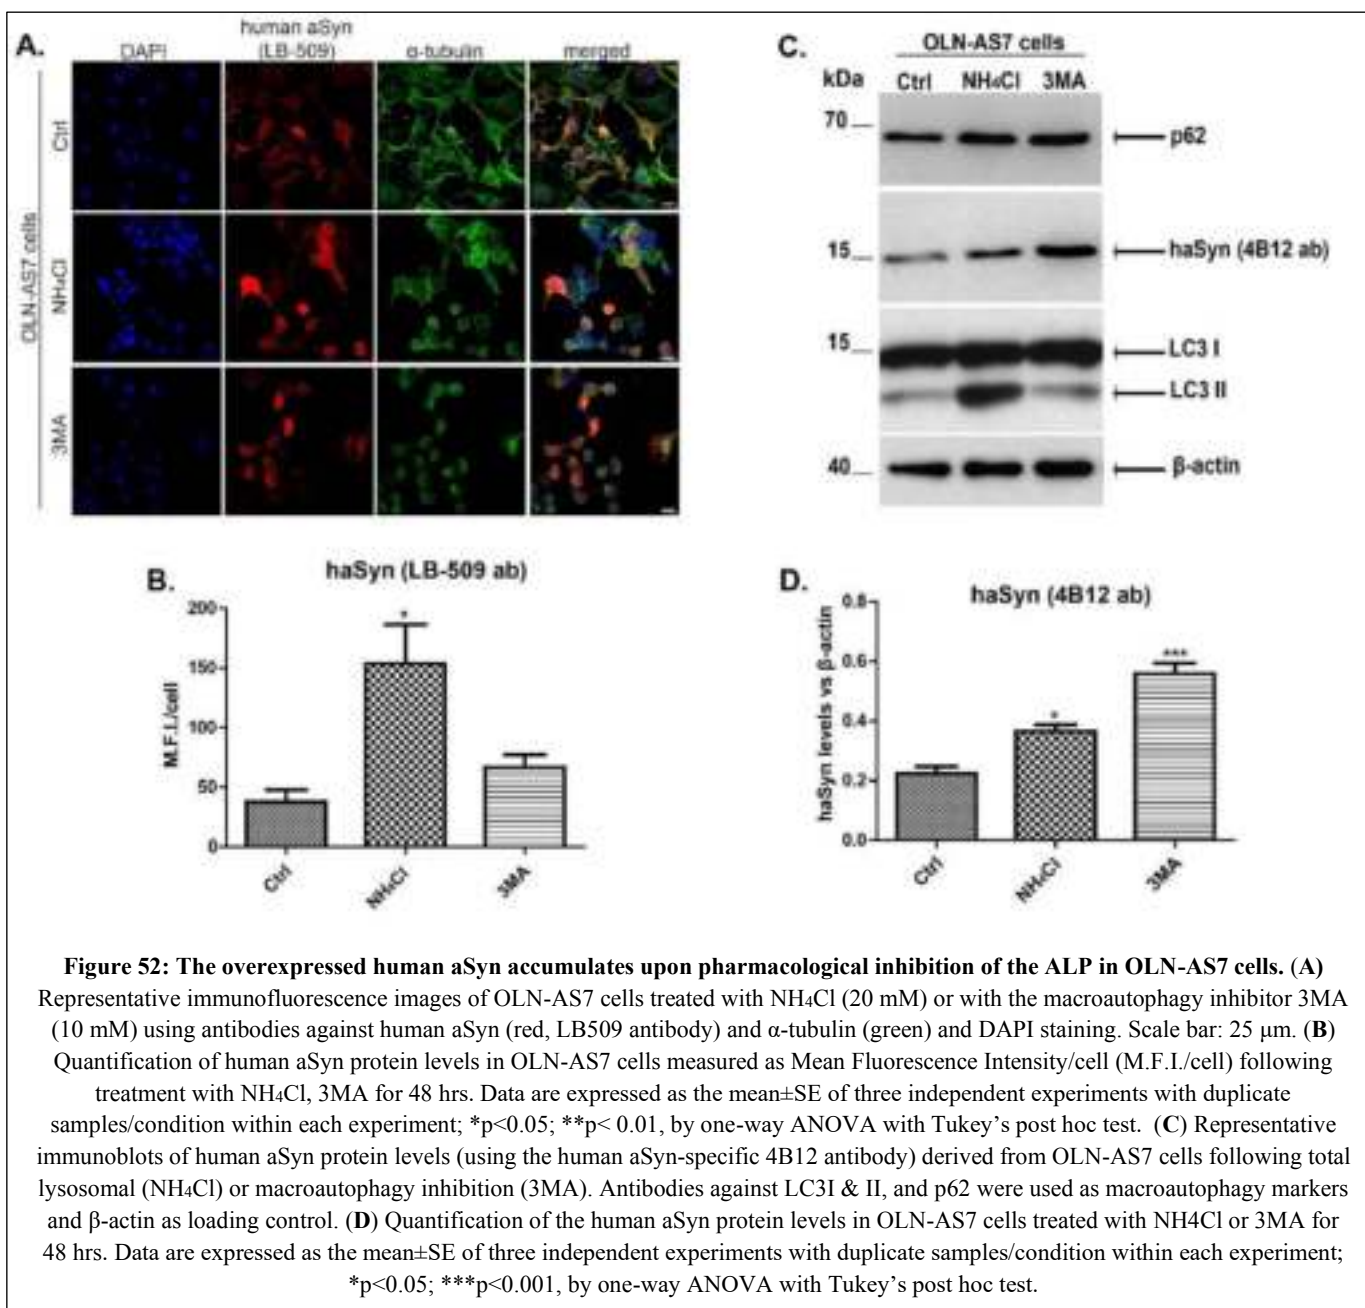 A.
DAPI
human aSyn
(LB-509)
α-tubulin
merged
OLN-AS7 cells
Ctrl
NH₄Cl
3MA
C.
OLN-AS7 cells
kDa
Ctrl
NH₄Cl
3MA
70
p62
15
haSyn (4B12 ab)
15
LC3 I
LC3 II
40
β-actin
B.
haSyn (LB-509 ab)
M.F.I./cell
200
150
100
50
0
*
Ctrl
NH₄Cl
3MA
D.
haSyn (4B12 ab)
haSyn levels vs β-actin
0.8
0.6
0.4
0.2
0.0
*
***
Ctrl
NH₄Cl
3MA
Figure 52: The overexpressed human aSyn accumulates upon pharmacological inhibition of the ALP in OLN-AS7 cells. (A)
Representative immunofluorescence images of OLN-AS7 cells treated with NH₄Cl (20 mM) or with the macroautophagy inhibitor 3MA
(10 mM) using antibodies against human aSyn (red, LB509 antibody) and α-tubulin (green) and DAPI staining. Scale bar: 25 μm. (B)
Quantification of human aSyn protein levels in OLN-AS7 cells measured as Mean Fluorescence Intensity/cell (M.F.I./cell) following
treatment with NH₄Cl, 3MA for 48 hrs. Data are expressed as the mean±SE of three independent experiments with duplicate
samples/condition within each experiment; *p<0.05; **p< 0.01, by one-way ANOVA with Tukey’s post hoc test. (C) Representative
immunoblots of human aSyn protein levels (using the human aSyn-specific 4B12 antibody) derived from OLN-AS7 cells following total
lysosomal (NH₄Cl) or macroautophagy inhibition (3MA). Antibodies against LC3I & II, and p62 were used as macroautophagy markers
and β-actin as loading control. (D) Quantification of the human aSyn protein levels in OLN-AS7 cells treated with NH4Cl or 3MA for
48 hrs. Data are expressed as the mean±SE of three independent experiments with duplicate samples/condition within each experiment;
*p<0.05; ***p<0.001, by one-way ANOVA with Tukey’s post hoc test.